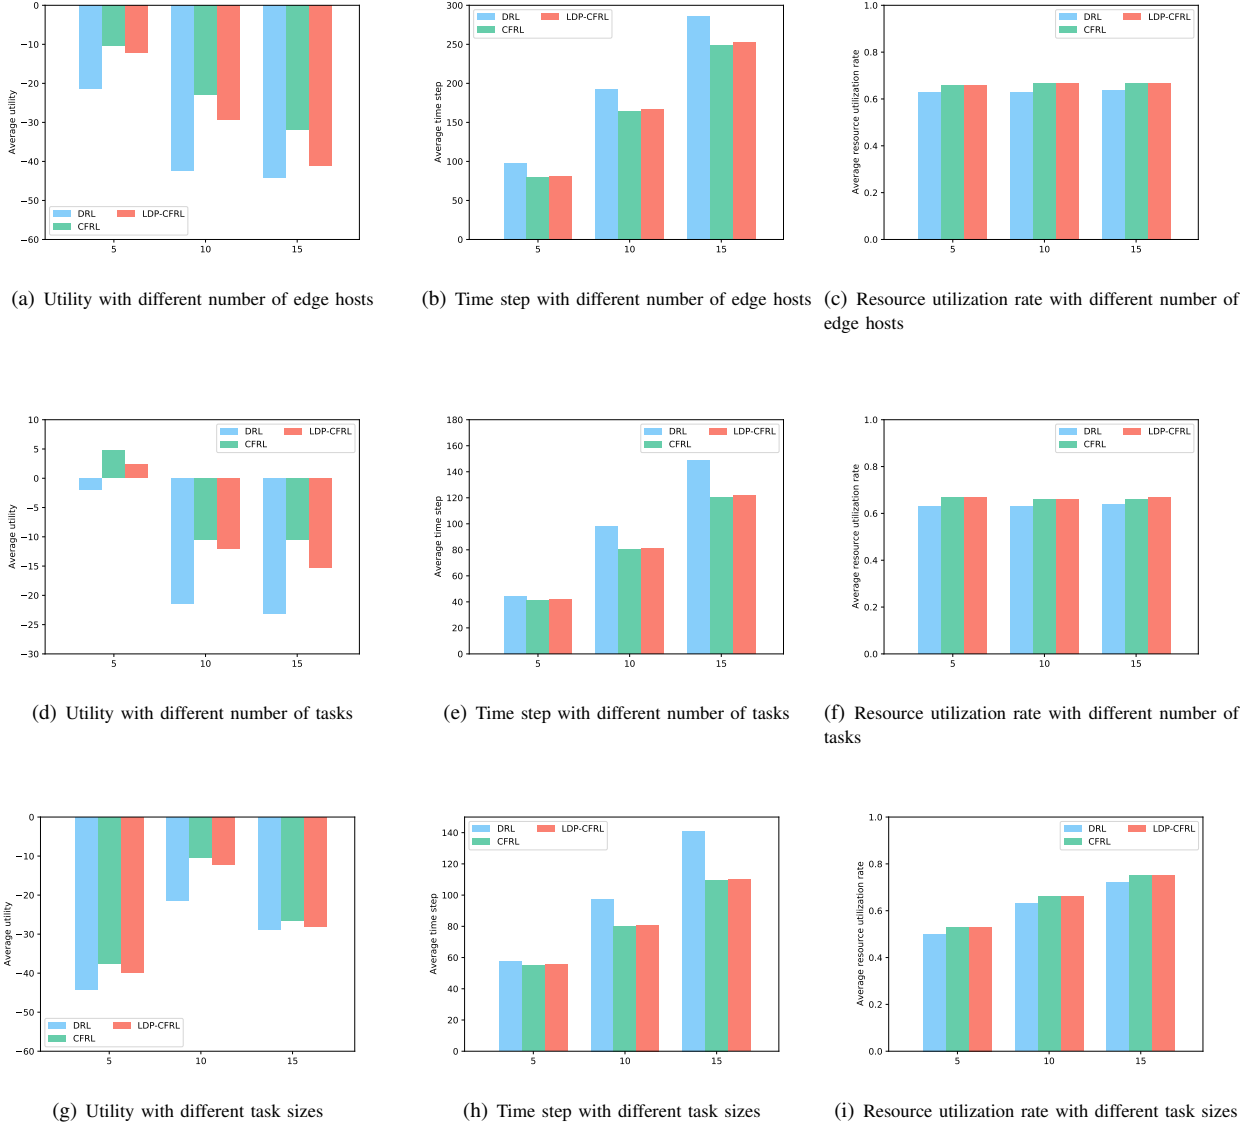 0
−10
−20
−30
−40
−50
−60
Average utility
5
10
15
DRL
CFRL
LDP-CFRL
(a) Utility with different number of edge hosts
300
250
200
150
100
50
0
Average time step
5
10
15
DRL
CFRL
LDP-CFRL
(b) Time step with different number of edge hosts
1.0
0.8
0.6
0.4
0.2
0.0
Average resource utilization rate
5
10
15
DRL
CFRL
LDP-CFRL
(c) Resource utilization rate with different number of
edge hosts
10
5
0
−5
−10
−15
−20
−25
−30
Average utility
5
10
15
DRL
CFRL
LDP-CFRL
(d) Utility with different number of tasks
180
160
140
120
100
80
60
40
20
0
Average time step
5
10
15
DRL
CFRL
LDP-CFRL
(e) Time step with different number of tasks
1.0
0.8
0.6
0.4
0.2
0.0
Average resource utilization rate
5
10
15
DRL
CFRL
LDP-CFRL
(f) Resource utilization rate with different number of
tasks
0
−10
−20
−30
−40
−50
−60
Average utility
5
10
15
DRL
CFRL
LDP-CFRL
(g) Utility with different task sizes
140
120
100
80
60
40
20
0
Average time step
5
10
15
DRL
CFRL
LDP-CFRL
(h) Time step with different task sizes
1.0
0.8
0.6
0.4
0.2
0.0
Average resource utilization rate
5
10
15
DRL
CFRL
LDP-CFRL
(i) Resource utilization rate with different task sizes